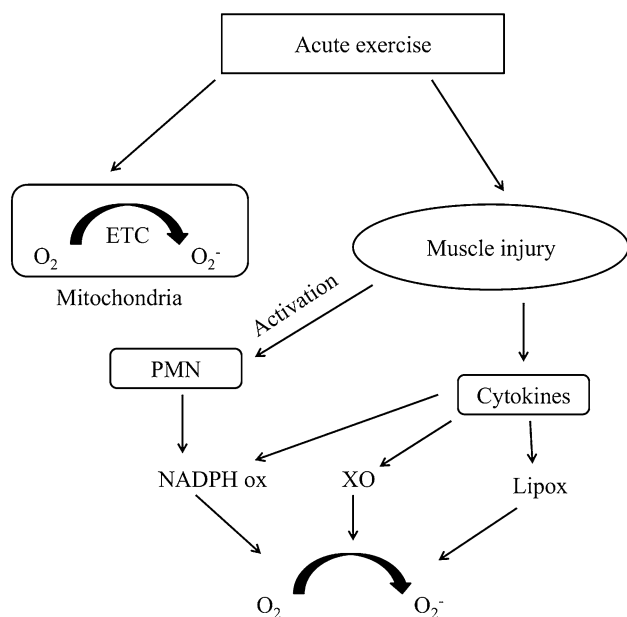 Acute exercise
ETC
O₂
O₂⁻
Mitochondria
Muscle injury
Activation
PMN
Cytokines
NADPH ox
XO
Lipox
O₂
O₂⁻